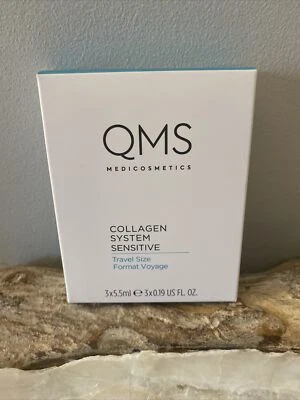 QMS
MEDICOSMETICS
COLLAGEN
SYSTEM
SENSITIVE
Travel Size
Format Voyage
3x5.5ml ℮ 3x0.19 US FL. OZ.